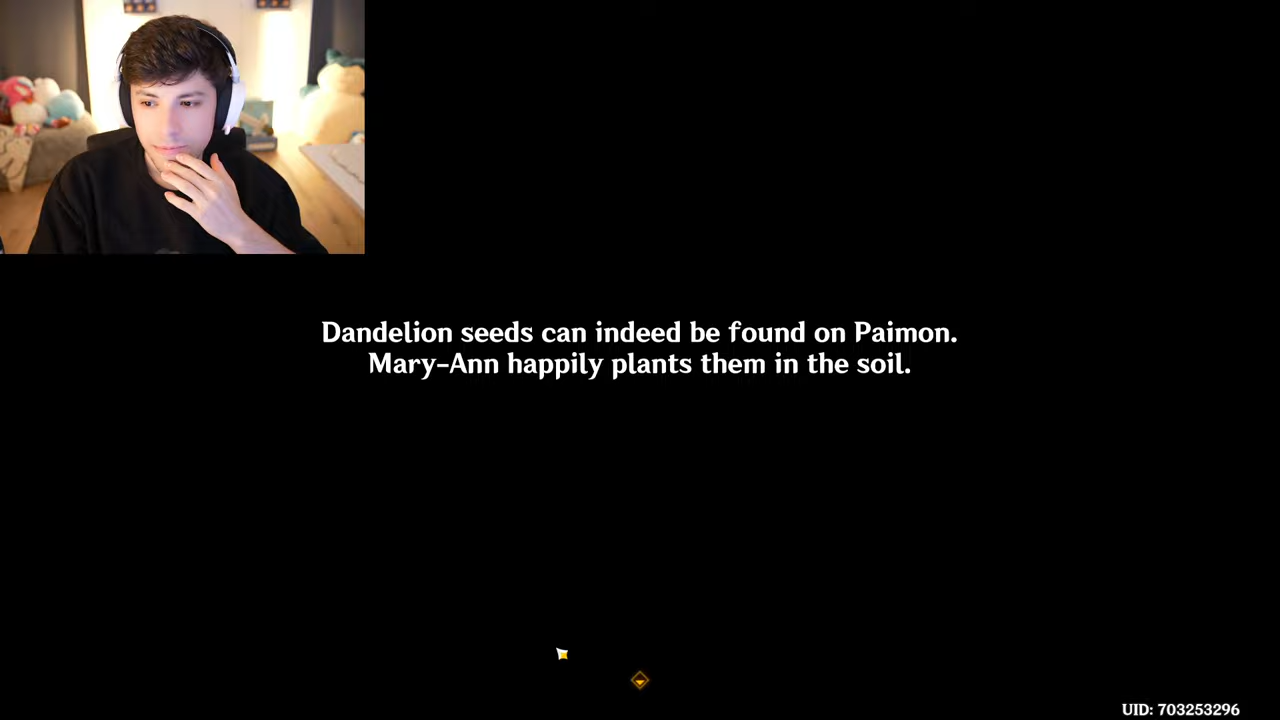 Dandelion seeds can indeed be found on Paimon.
Mary-Ann happily plants them in the soil.
UID: 703253296